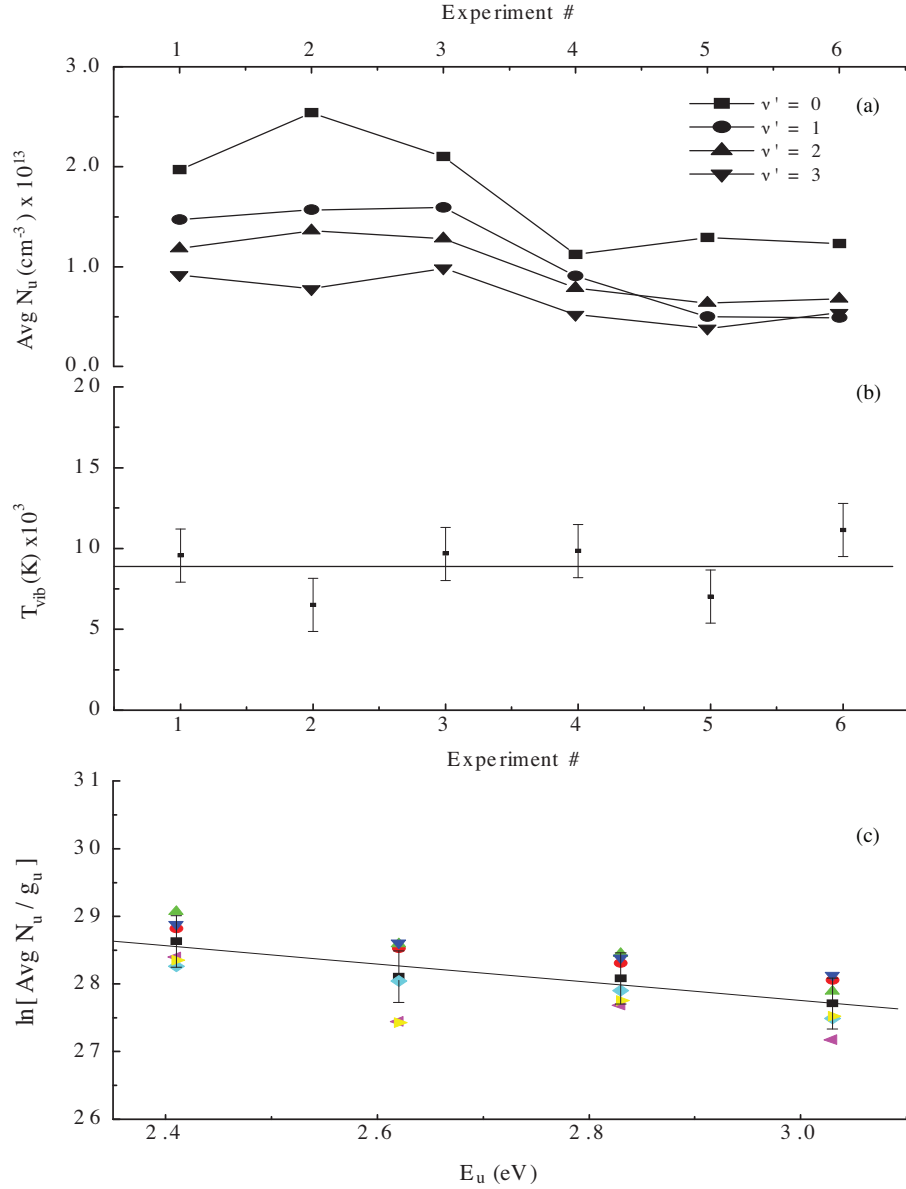 Experiment #
1 2 3 4 5 6
3.0
2.0
1.0
0.0
Avg N_u (cm^-3) x 10^13
(a)
ν' = 0
ν' = 1
ν' = 2
ν' = 3
20
15
10
5
0
T_vib (K) x10^3
(b)
1 2 3 4 5 6
Experiment #
31
30
29
28
27
26
ln[ Avg N_u / g_u ]
(c)
2.4 2.6 2.8 3.0
E_u (eV)